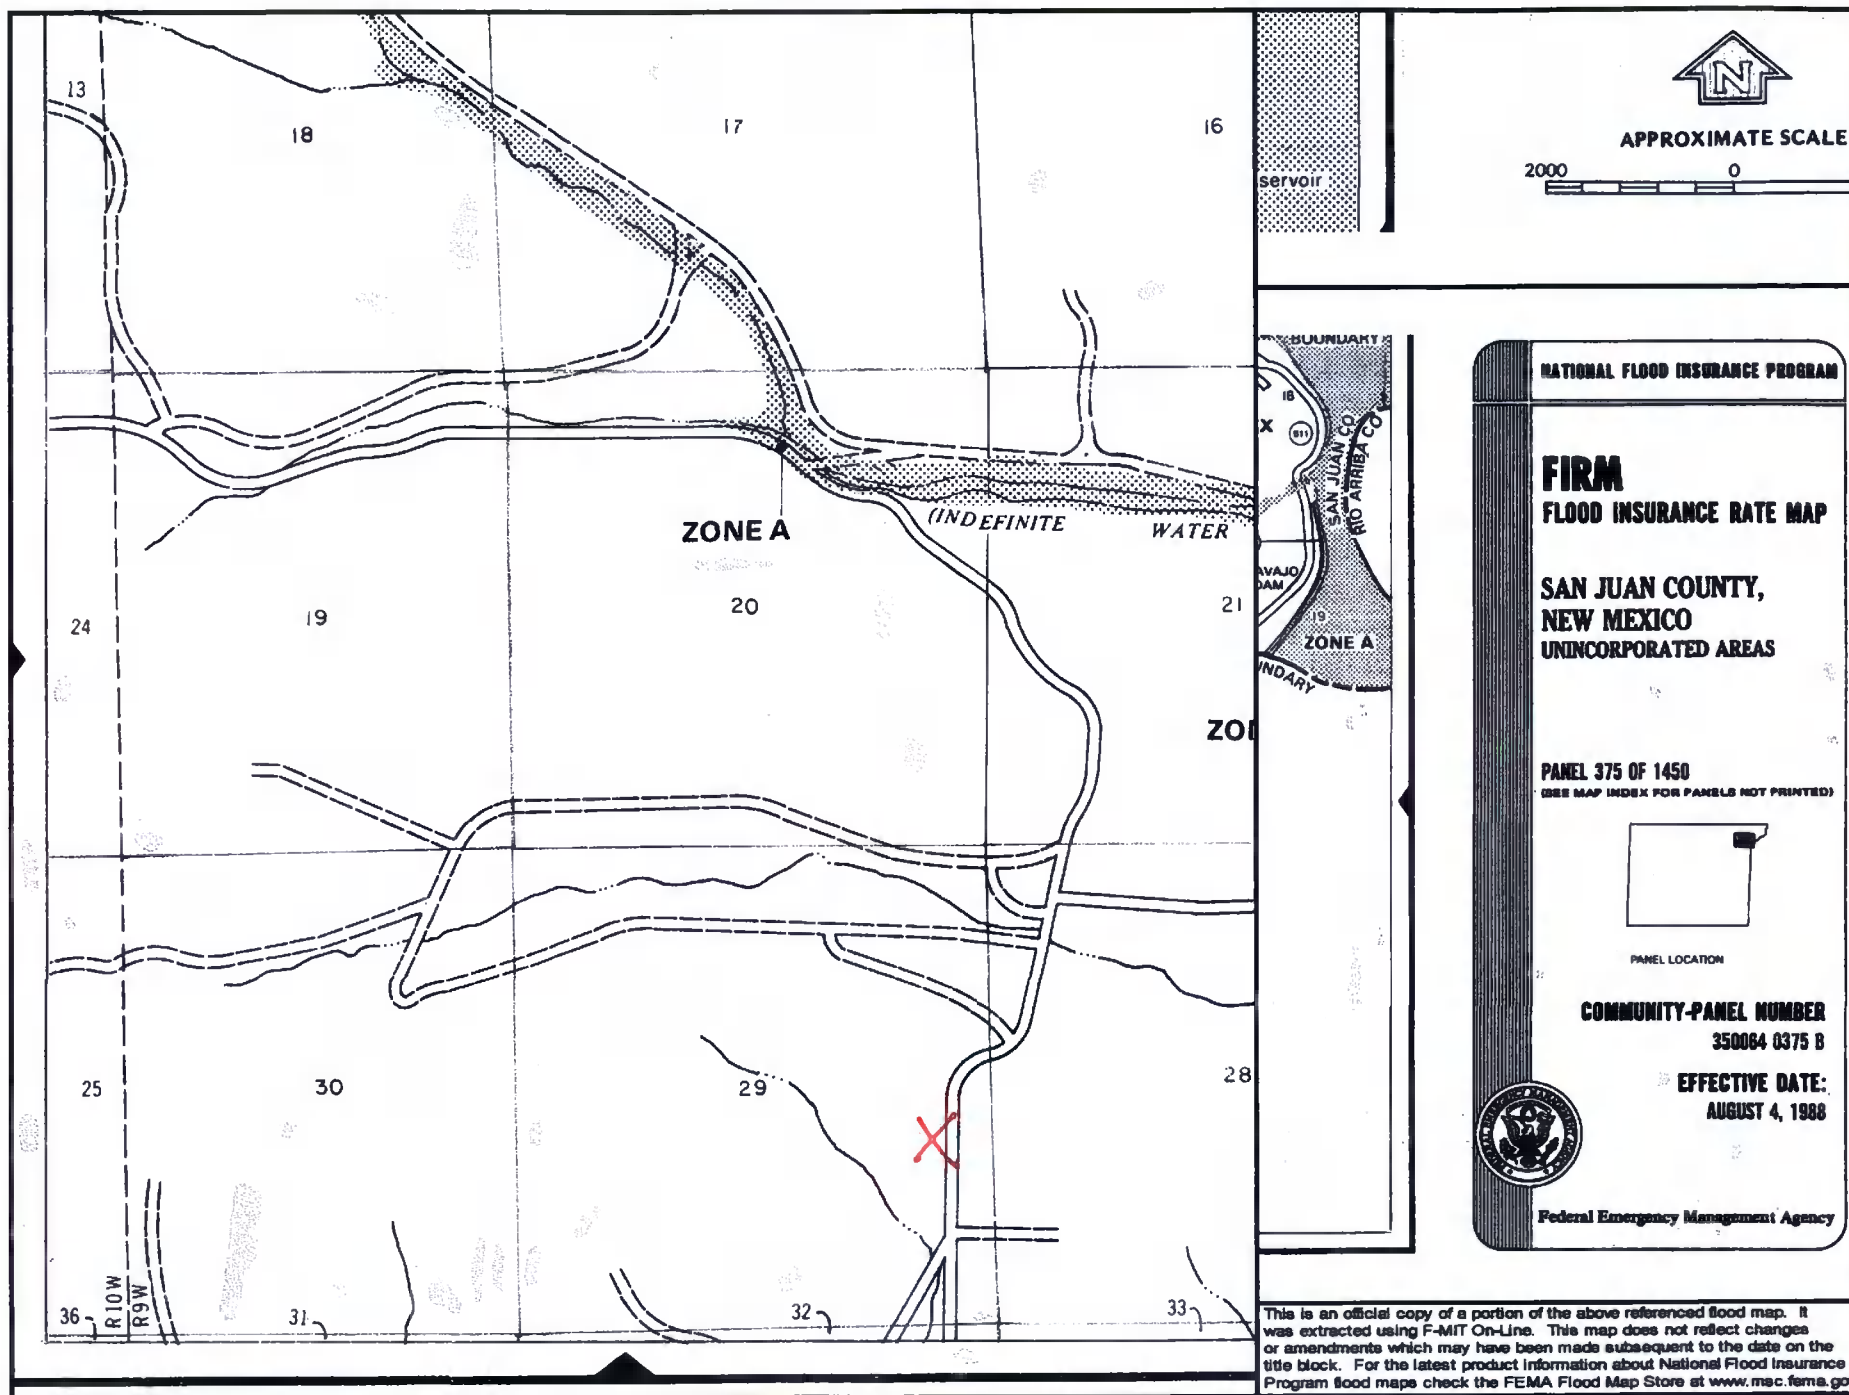 13
18
17
16
servoir
N
APPROXIMATE SCALE
2000 0
BOUNDARY
18
X
511
SAN JUAN CO
RIO ARRIBA CO
AVAJO
DAM
19
ZONE A
NDARY
ZONE A
(INDEFINITE WATER
24
19
20
21
ZO
25
30
29
28
R10W
R9W
36
31
32
33
NATIONAL FLOOD INSURANCE PROGRAM
FIRM
FLOOD INSURANCE RATE MAP
SAN JUAN COUNTY,
NEW MEXICO
UNINCORPORATED AREAS
PANEL 375 OF 1450
(SEE MAP INDEX FOR PANELS NOT PRINTED)
PANEL LOCATION
COMMUNITY-PANEL NUMBER
350064 0375 B
EFFECTIVE DATE:
AUGUST 4, 1988
FEDERAL EMERGENCY MANAGEMENT AGENCY
Federal Emergency Management Agency
This is an official copy of a portion of the above referenced flood map. It
was extracted using F-MIT On-Line. This map does not reflect changes
or amendments which may have been made subsequent to the date on the
title block. For the latest product information about National Flood Insurance
Program flood maps check the FEMA Flood Map Store at www.msc.fema.go